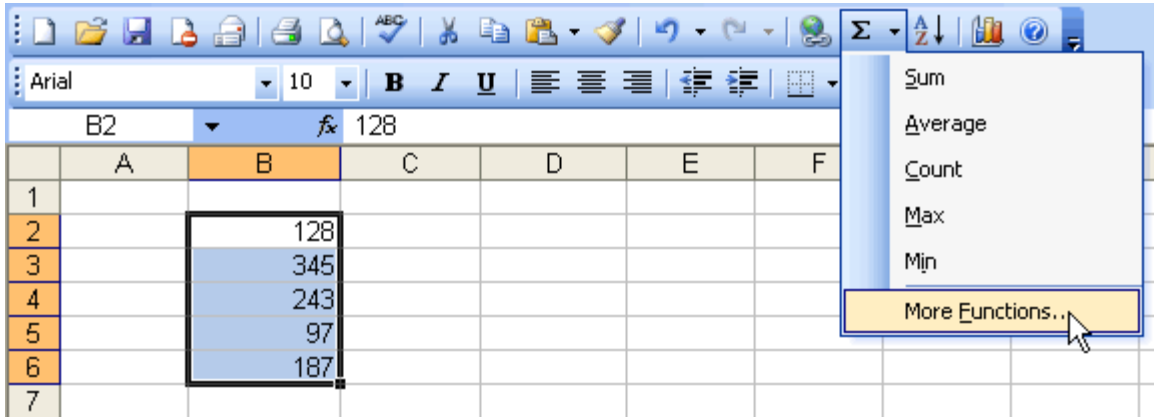 ABC Σ A Z
Arial 10 B I U
Sum
Average
Count
Max
Min
More Functions...
B2 fx 128
A B C D E F
1
2 128
3 345
4 243
5 97
6 187
7